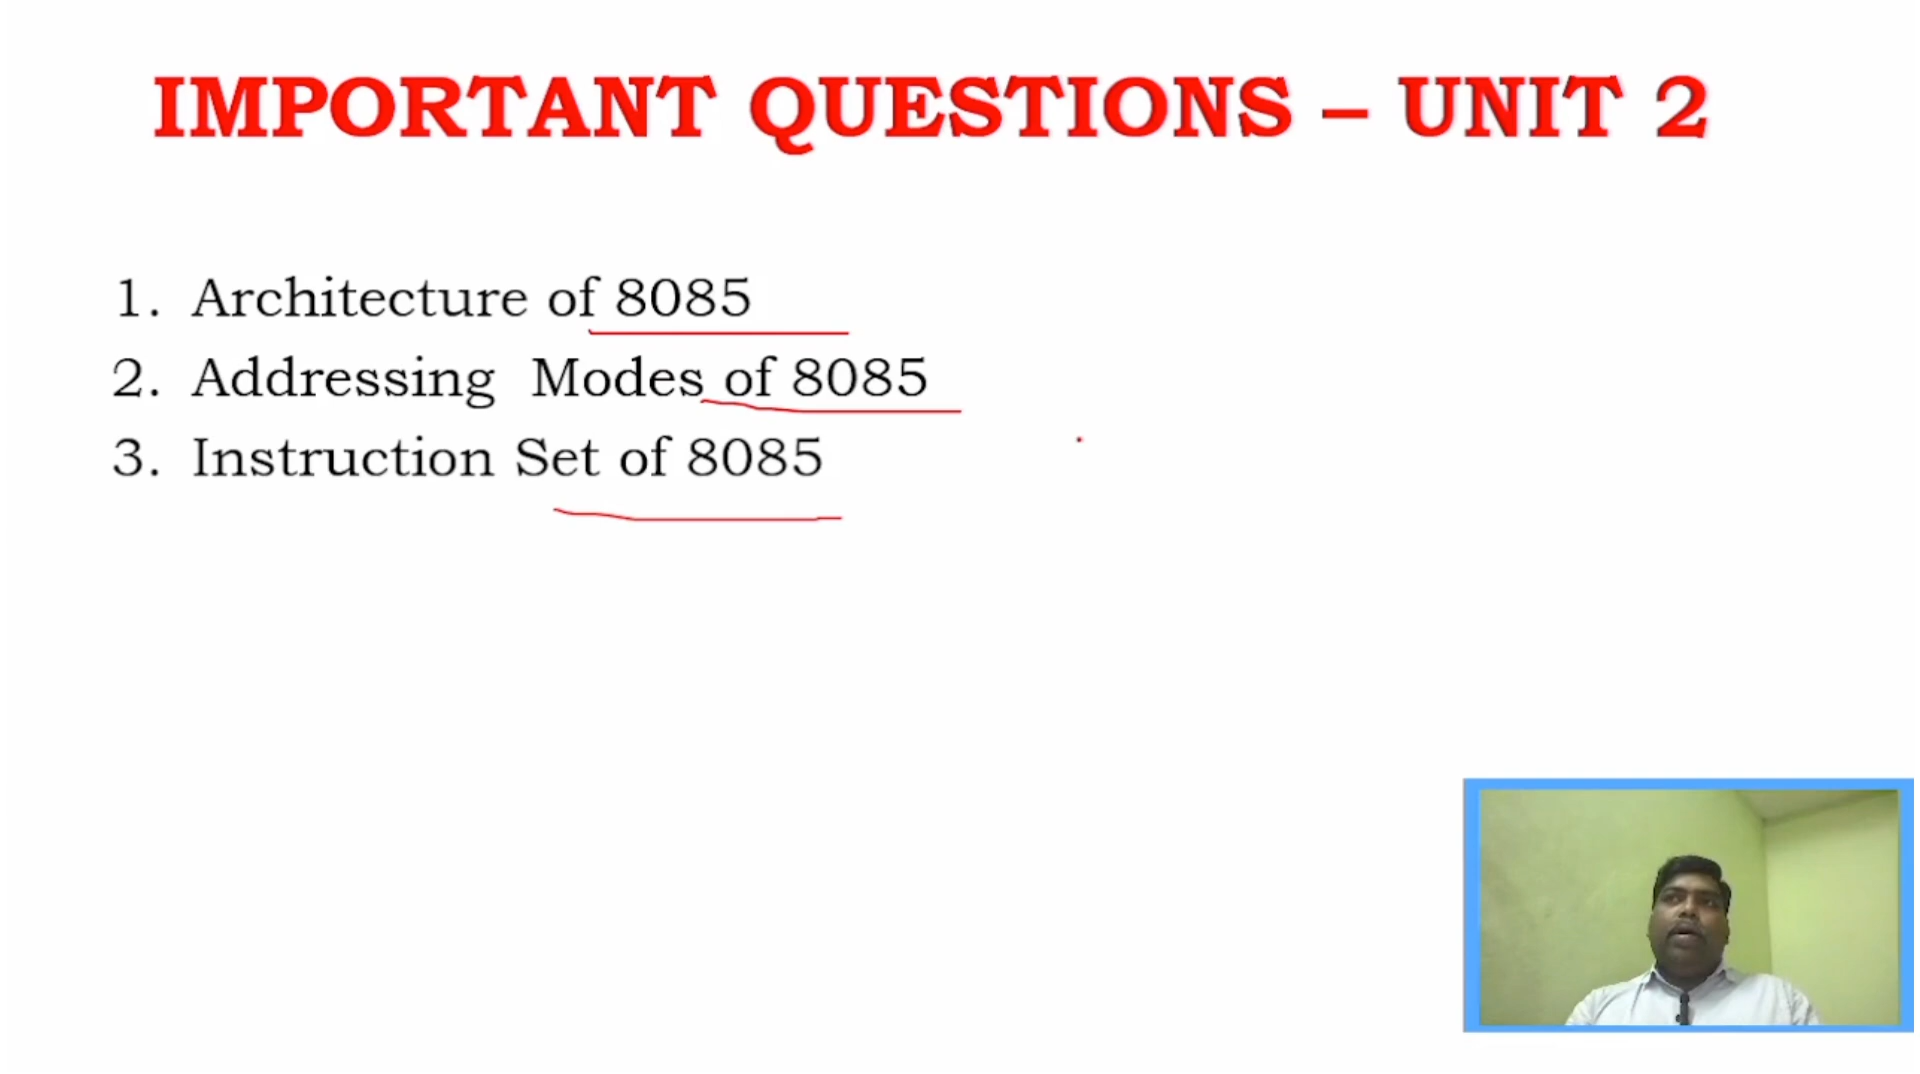 IMPORTANT QUESTIONS – UNIT 2
1. Architecture of 8085
2. Addressing Modes of 8085
3. Instruction Set of 8085